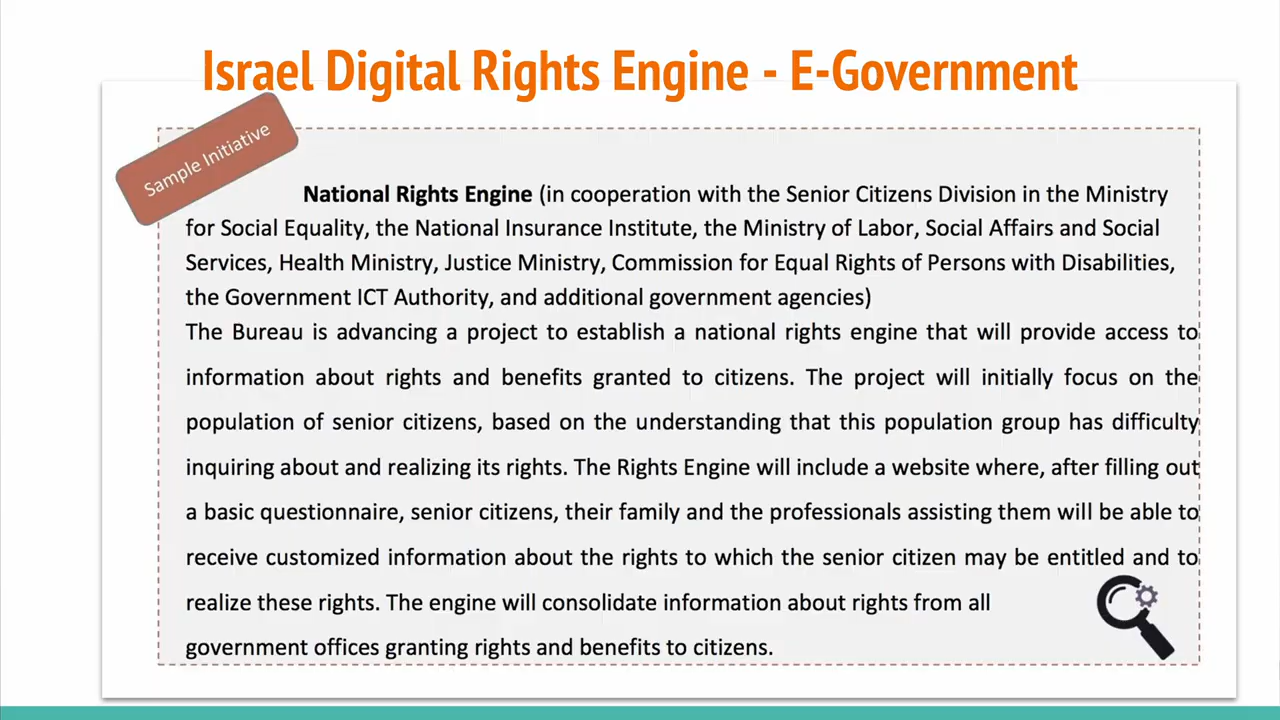 Israel Digital Rights Engine - E-Government
Sample Initiative
National Rights Engine (in cooperation with the Senior Citizens Division in the Ministry
for Social Equality, the National Insurance Institute, the Ministry of Labor, Social Affairs and Social
Services, Health Ministry, Justice Ministry, Commission for Equal Rights of Persons with Disabilities,
the Government ICT Authority, and additional government agencies)
The Bureau is advancing a project to establish a national rights engine that will provide access to
information about rights and benefits granted to citizens. The project will initially focus on the
population of senior citizens, based on the understanding that this population group has difficulty
inquiring about and realizing its rights. The Rights Engine will include a website where, after filling out
a basic questionnaire, senior citizens, their family and the professionals assisting them will be able to
receive customized information about the rights to which the senior citizen may be entitled and to
realize these rights. The engine will consolidate information about rights from all
government offices granting rights and benefits to citizens.